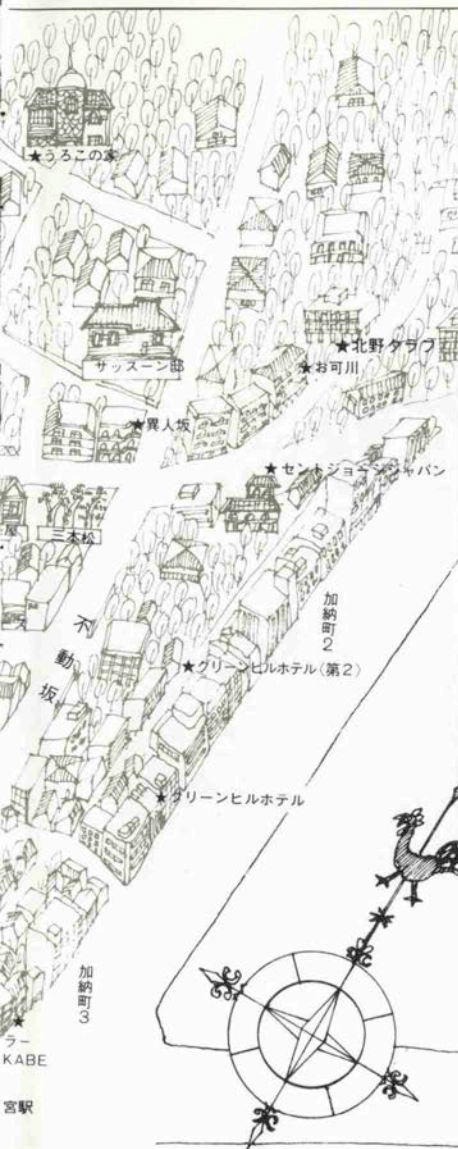 ★うろこの家
★北野クラブ
★お可川
サッスーン邸
★異人坂
★セントジョージジャパン
屋
三本松
加納町2
不動坂
★グリーンヒルホテル(第2)
★グリーンヒルホテル
加納町3
★
ラー
KABE
宮駅